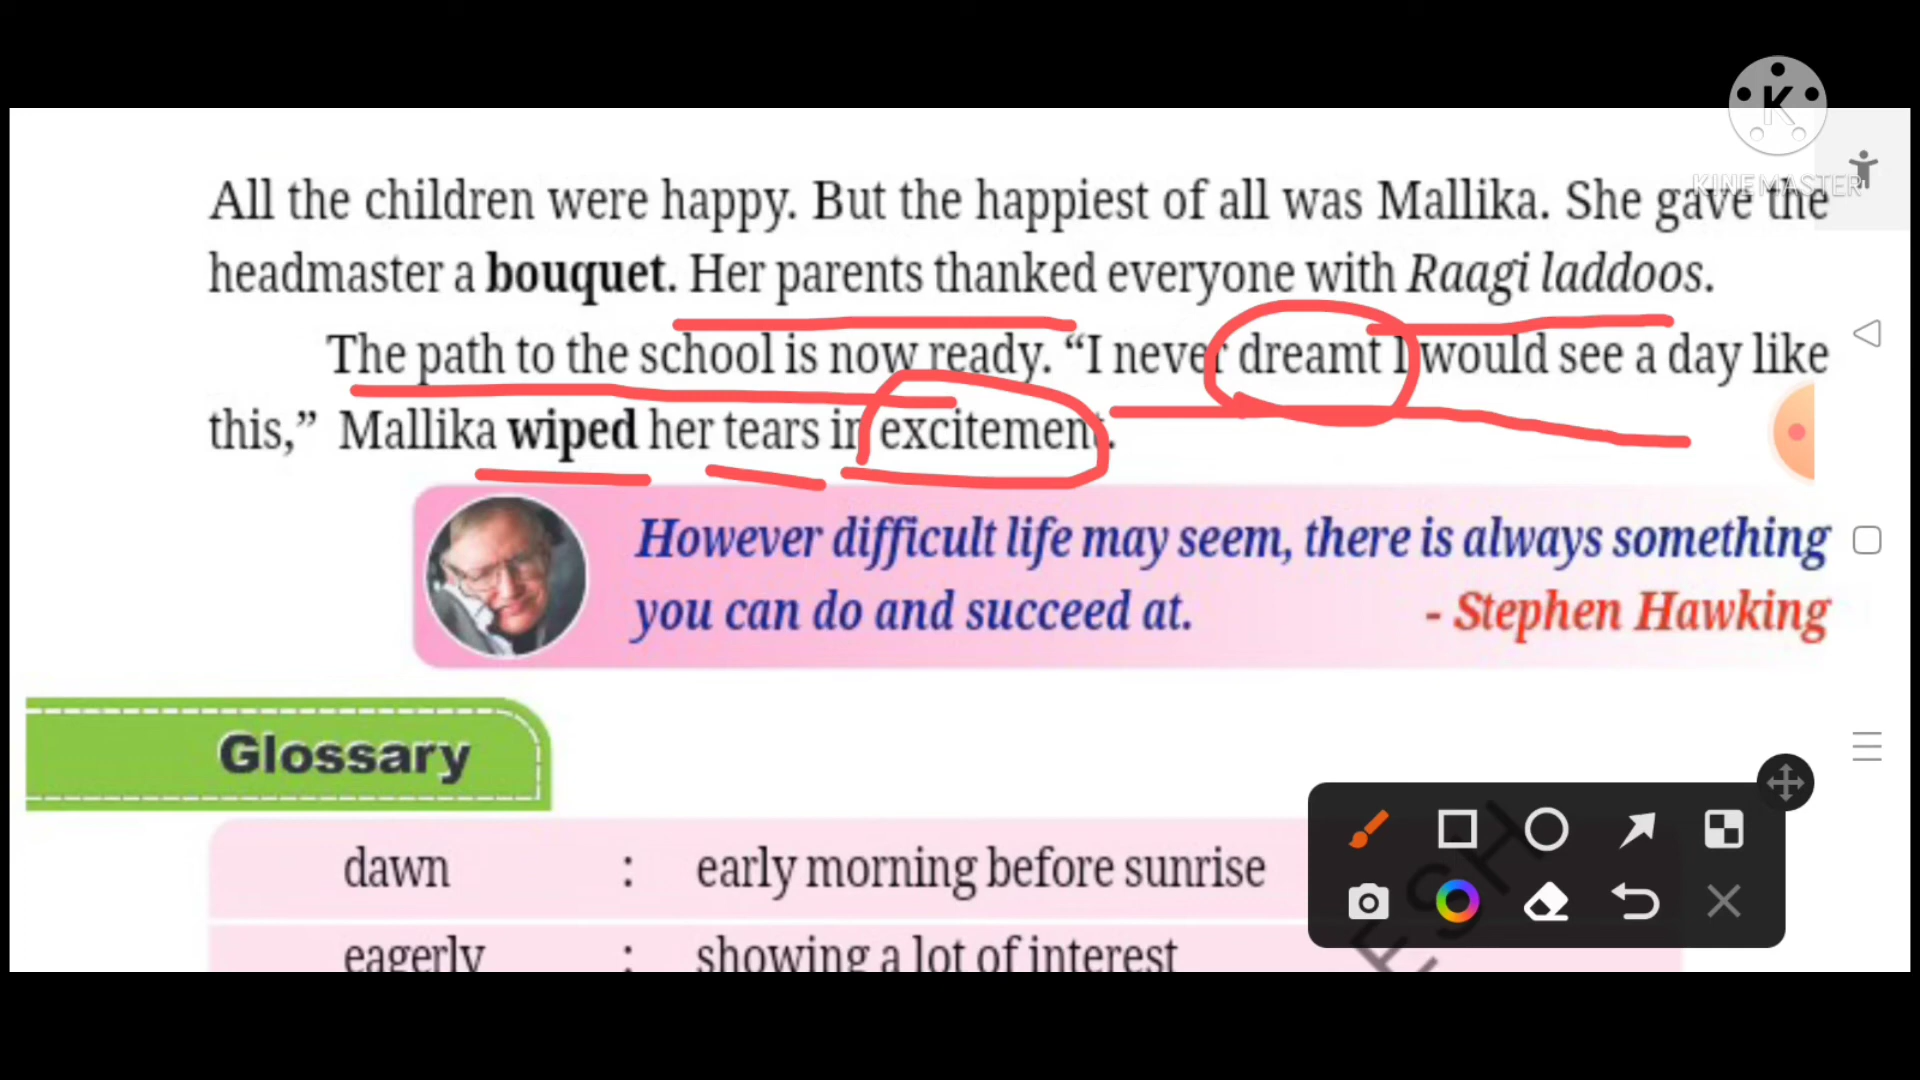 K
KINEMASTER
All the children were happy. But the happiest of all was Mallika. She gave the
headmaster a bouquet. Her parents thanked everyone with Raagi laddoos.
The path to the school is now ready. “I never dreamt I would see a day like
this,” Mallika wiped her tears in excitement.
However difficult life may seem, there is always something
you can do and succeed at. - Stephen Hawking
Glossary
dawn : early morning before sunrise
eagerly : showing a lot of interest